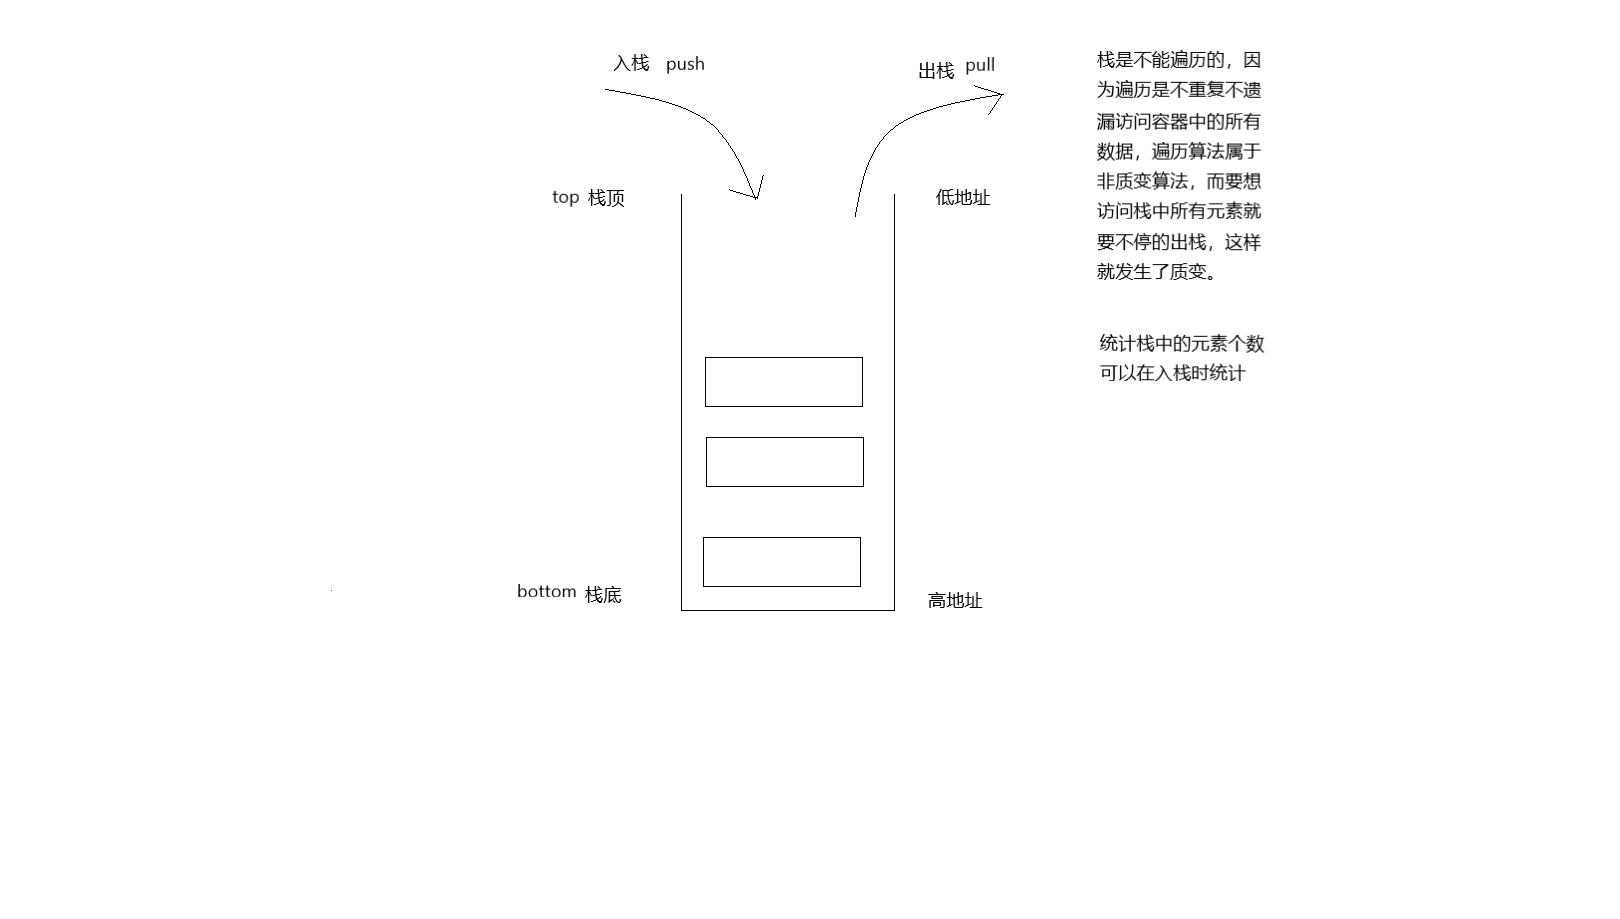 入栈 push
出栈 pull
top 栈顶
低地址
bottom 栈底
高地址
栈是不能遍历的，因
为遍历是不重复不遗
漏访问容器中的所有
数据，遍历算法属于
非质变算法，而要想
访问栈中所有元素就
要不停的出栈，这样
就发生了质变。
统计栈中的元素个数
可以在入栈时统计